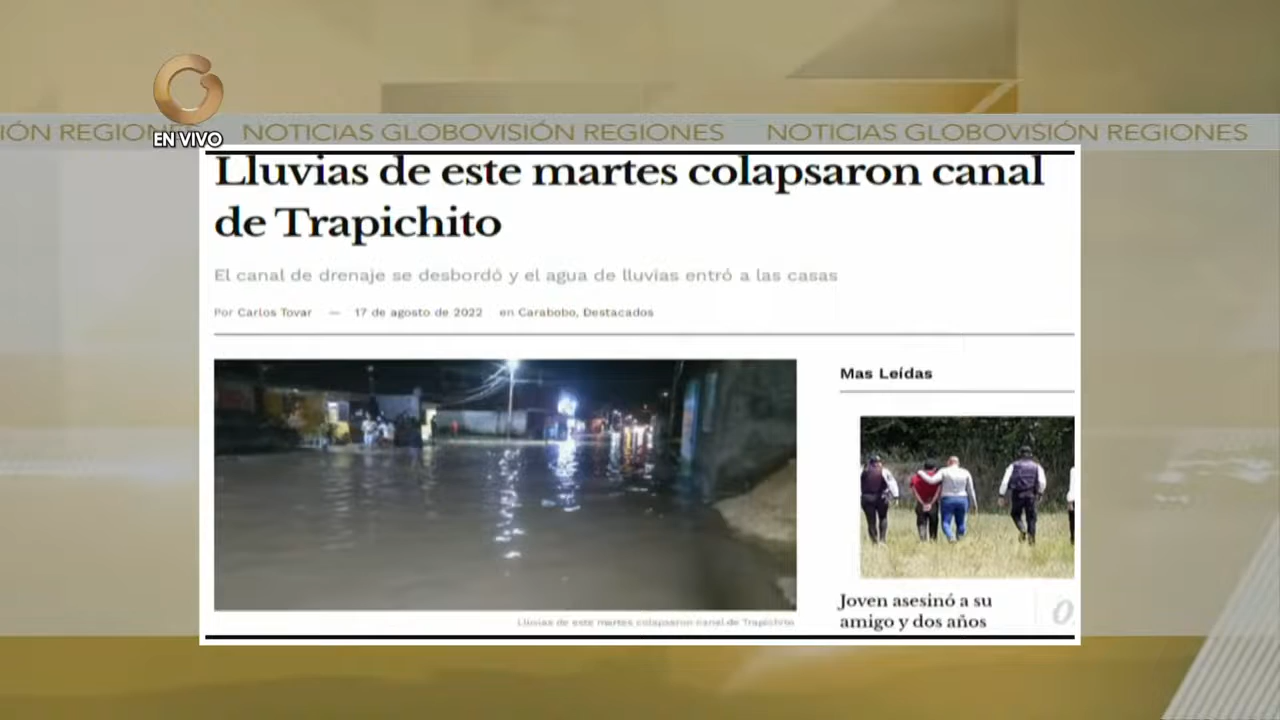 IÓN REGIONES NOTICIAS GLOBOVISIÓN REGIONES NOTICIAS GLOBOVISIÓN REGIONES
EN VIVO
Lluvias de este martes colapsaron canal
de Trapichito
El canal de drenaje se desbordó y el agua de lluvias entró a las casas
Por Carlos Tovar — 17 de agosto de 2022 en Carabobo, Destacados
Mas Leídas
Lluvias de este martes colapsaron canal de Trapichito
Joven asesinó a su
amigo y dos años
0